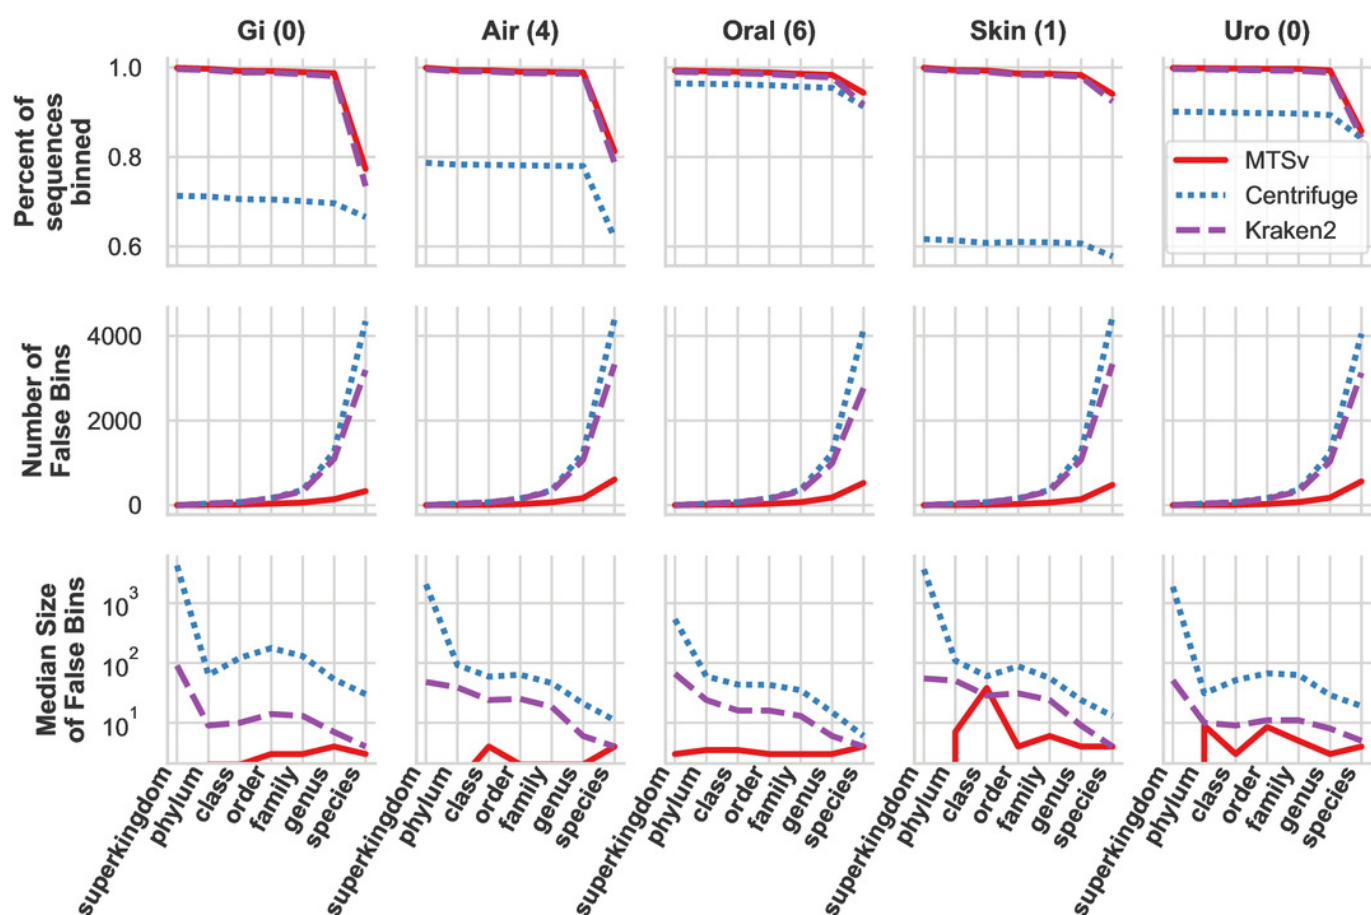 Gi (0) Air (4) Oral (6) Skin (1) Uro (0)
Percent of
sequences
binned
1.0
0.8
0.6
MTSv
Centrifuge
Kraken2
Number of
False Bins
4000
2000
0
Median Size
of False Bins
10³
10²
10¹
superkingdom phylum class order family genus species
superkingdom phylum class order family genus species
superkingdom phylum class order family genus species
superkingdom phylum class order family genus species
superkingdom phylum class order family genus species